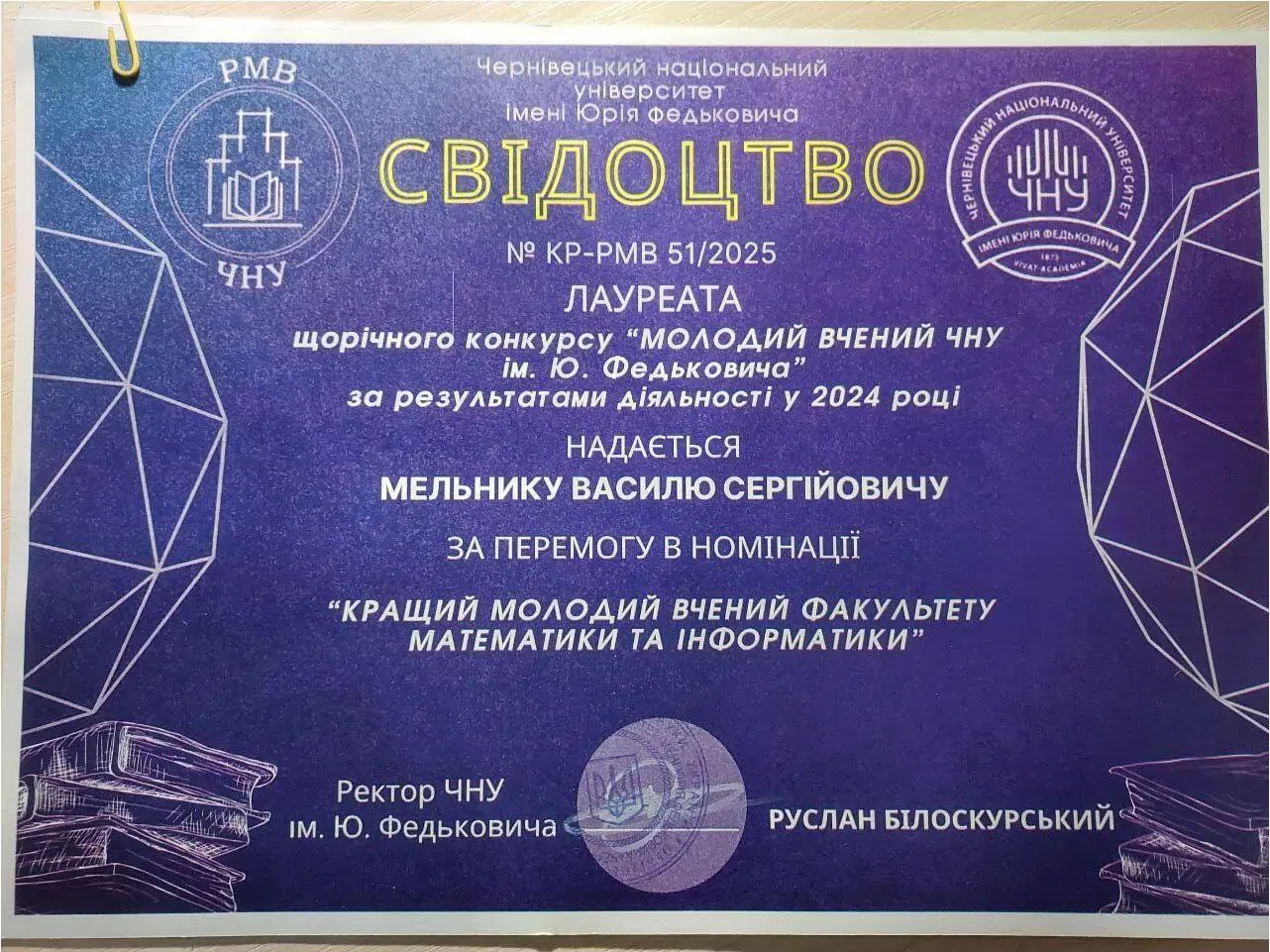 РМВ
ЧНУ
Чернівецький національний
університет
імені Юрія Федьковича
СВІДОЦТВО
ЧЕРНІВЕЦЬКИЙ НАЦІОНАЛЬНИЙ УНІВЕРСИТЕТ
ЧНУ
ІМЕНІ ЮРІЯ ФЕДЬКОВИЧА
1875
VIVAT ACADEMIA
№ КР-РМВ 51/2025
ЛАУРЕАТА
щорічного конкурсу “МОЛОДИЙ ВЧЕНИЙ ЧНУ
ім. Ю. Федьковича”
за результатами діяльності у 2024 році
НАДАЄТЬСЯ
МЕЛЬНИКУ ВАСИЛЮ СЕРГІЙОВИЧУ
ЗА ПЕРЕМОГУ В НОМІНАЦІЇ
“КРАЩИЙ МОЛОДИЙ ВЧЕНИЙ ФАКУЛЬТЕТУ
МАТЕМАТИКИ ТА ІНФОРМАТИКИ”
Ректор ЧНУ
ім. Ю. Федьковича
РУСЛАН БІЛОСКУРСЬКИЙ